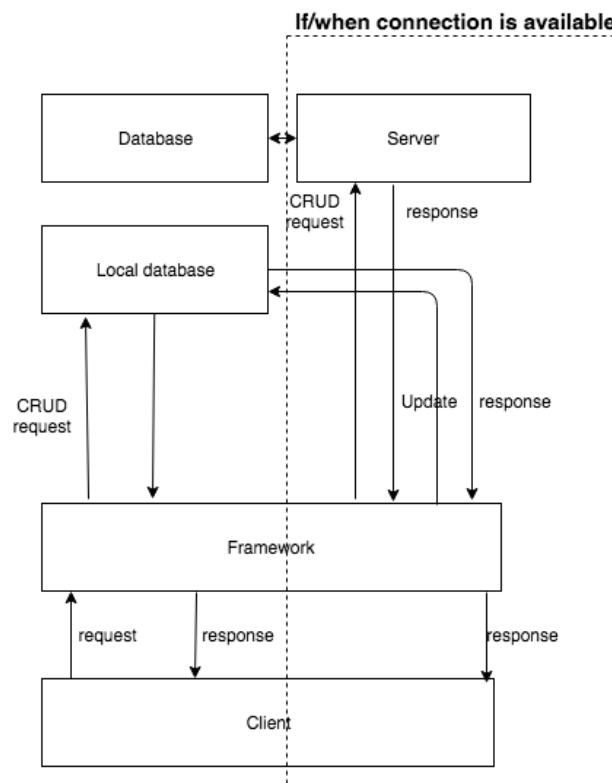 If/when connection is available
Database
Server
CRUD
request
response
Local database
CRUD
request
Update
response
Framework
request
response
response
Client